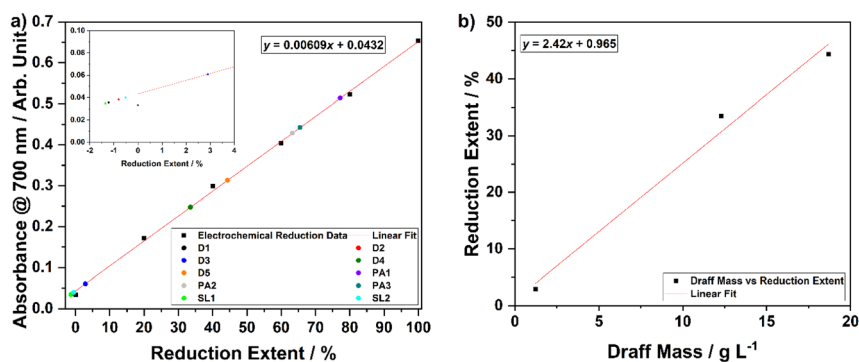 a)
y = 0.00609x + 0.0432
Absorbance @ 700 nm / Arb. Unit
0.7
0.6
0.5
0.4
0.3
0.2
0.1
0.0
0.10
0.08
0.06
0.04
0.02
0.00
-2 -1 0 1 2 3 4
Reduction Extent / %
Electrochemical Reduction Data Linear Fit
D1 D2
D3 D4
D5 PA1
PA2 PA3
SL1 SL2
0 10 20 30 40 50 60 70 80 90 100
Reduction Extent / %
b)
y = 2.42x + 0.965
Reduction Extent / %
50
40
30
20
10
0
Draff Mass vs Reduction Extent
Linear Fit
0 5 10 15 20
Draff Mass / g L⁻¹